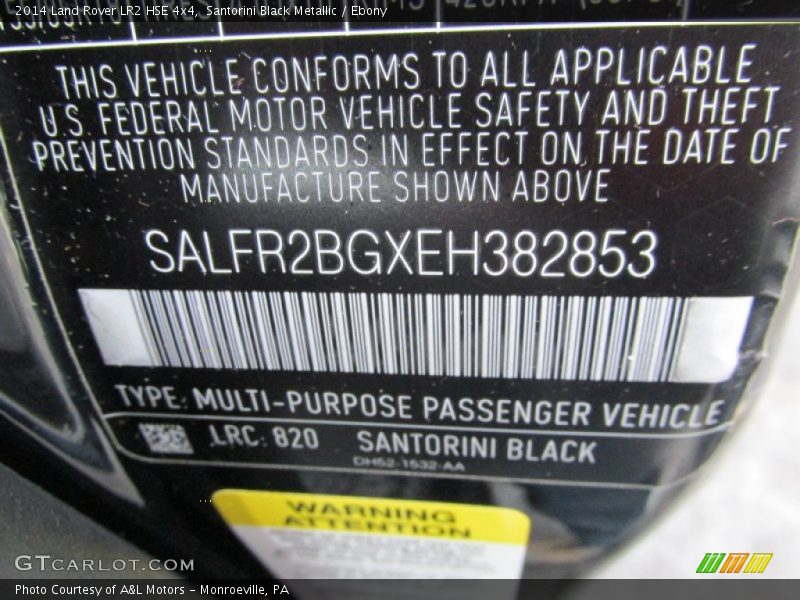 2014 Land Rover LR2 HSE 4x4, Santorini Black Metallic / Ebony
THIS VEHICLE CONFORMS TO ALL APPLICABLE
U.S. FEDERAL MOTOR VEHICLE SAFETY AND THEFT
PREVENTION STANDARDS IN EFFECT ON THE DATE OF
MANUFACTURE SHOWN ABOVE
SALFR2BGXEH382853
TYPE: MULTI-PURPOSE PASSENGER VEHICLE
LRC: 820 SANTORINI BLACK
DH52-1532-AA
WARNING
ATTENTION
GTCARLOT.COM
Photo Courtesy of A&L Motors – Monroeville, PA